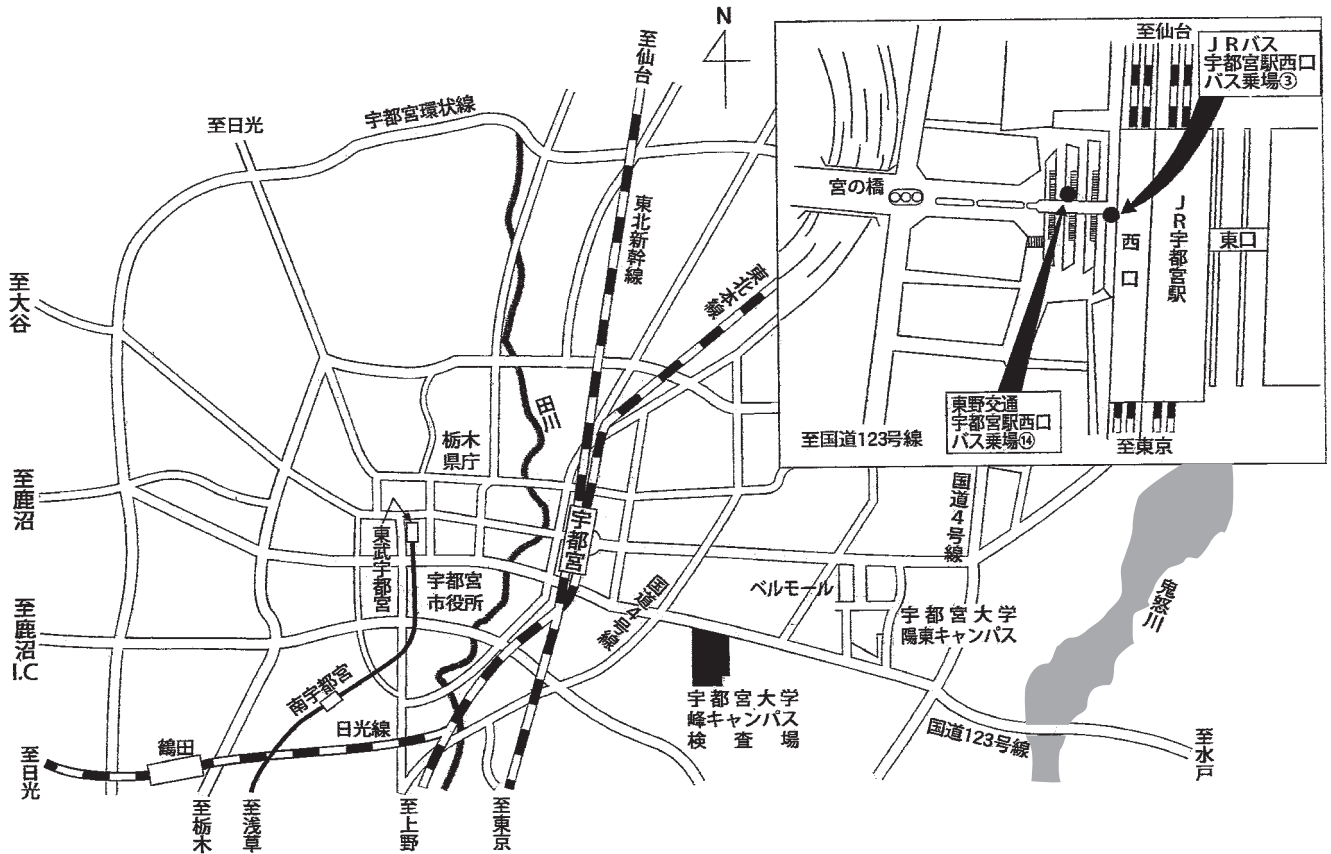 N
至仙台
宇都宮環状線
至日光
東北新幹線
東北本線
至大谷
田川
栃木
県庁
至鹿沼
宇都宮
東武宇都宮
宇都宮
市役所
国道4号線
国道4号線
ベルモール
宇都宮大学
陽東キャンパス
鬼怒川
至鹿沼
I.C
南宇都宮
宇都宮大学
峰キャンパス
検査場
国道123号線
日光線
鶴田
至日光
至水戸
至栃木
至浅草
至上野
至東京
至仙台
JRバス
宇都宮駅西口
バス乗場③
宮の橋
西口
JR宇都宮駅
東口
東野交通
宇都宮駅西口
バス乗場⑭
至国道123号線
至東京